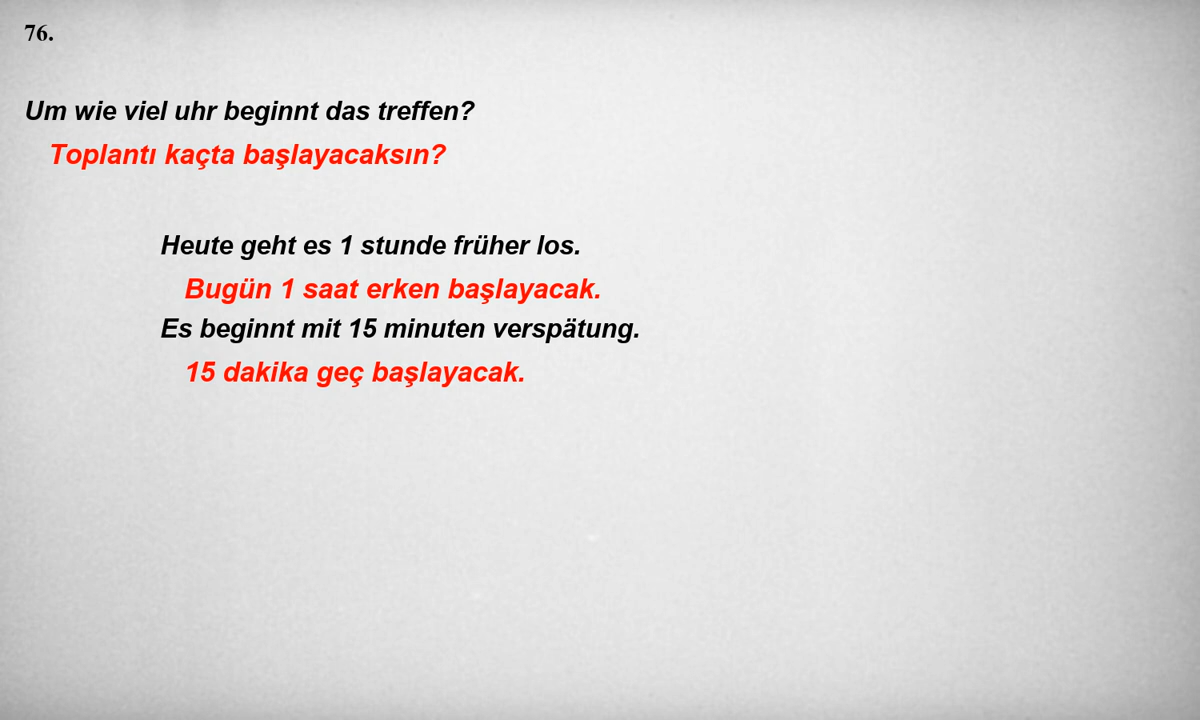 76.
Um wie viel uhr beginnt das treffen?
Toplantı kaçta başlayacaksın?
Heute geht es 1 stunde früher los.
Bugün 1 saat erken başlayacak.
Es beginnt mit 15 minuten verspätung.
15 dakika geç başlayacak.